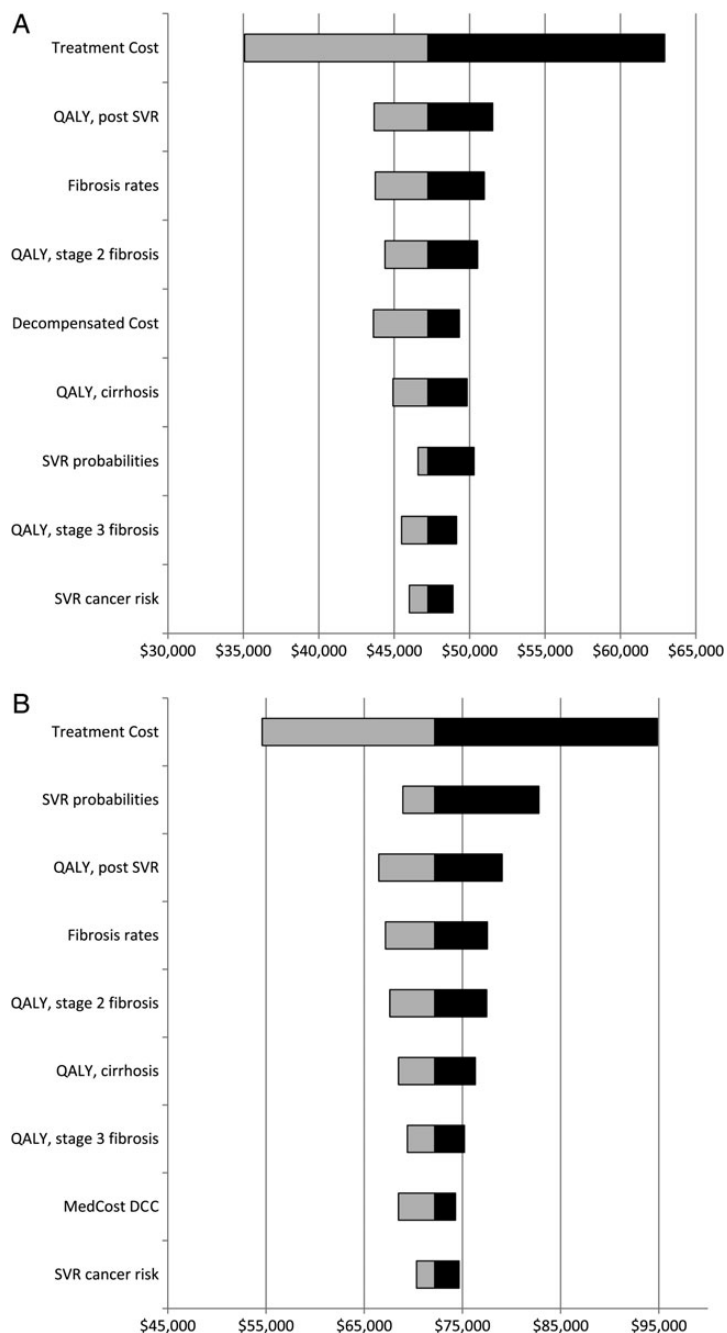 A
Treatment Cost
QALY, post SVR
Fibrosis rates
QALY, stage 2 fibrosis
Decompensated Cost
QALY, cirrhosis
SVR probabilities
QALY, stage 3 fibrosis
SVR cancer risk
$30,000 $35,000 $40,000 $45,000 $50,000 $55,000 $60,000 $65,000
B
Treatment Cost
SVR probabilities
QALY, post SVR
Fibrosis rates
QALY, stage 2 fibrosis
QALY, cirrhosis
QALY, stage 3 fibrosis
MedCost DCC
SVR cancer risk
$45,000 $55,000 $65,000 $75,000 $85,000 $95,000